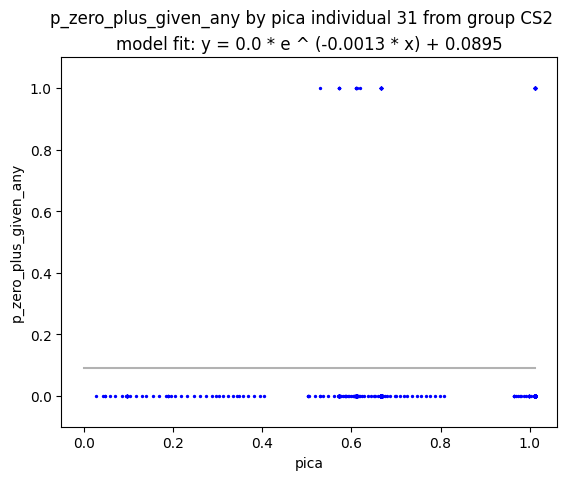 p_zero_plus_given_any by pica individual 31 from group CS2
model fit: y = 0.0 * e ^ (-0.0013 * x) + 0.0895
1.0
0.8
0.6
0.4
0.2
0.0
p_zero_plus_given_any
0.0 0.2 0.4 0.6 0.8 1.0
pica